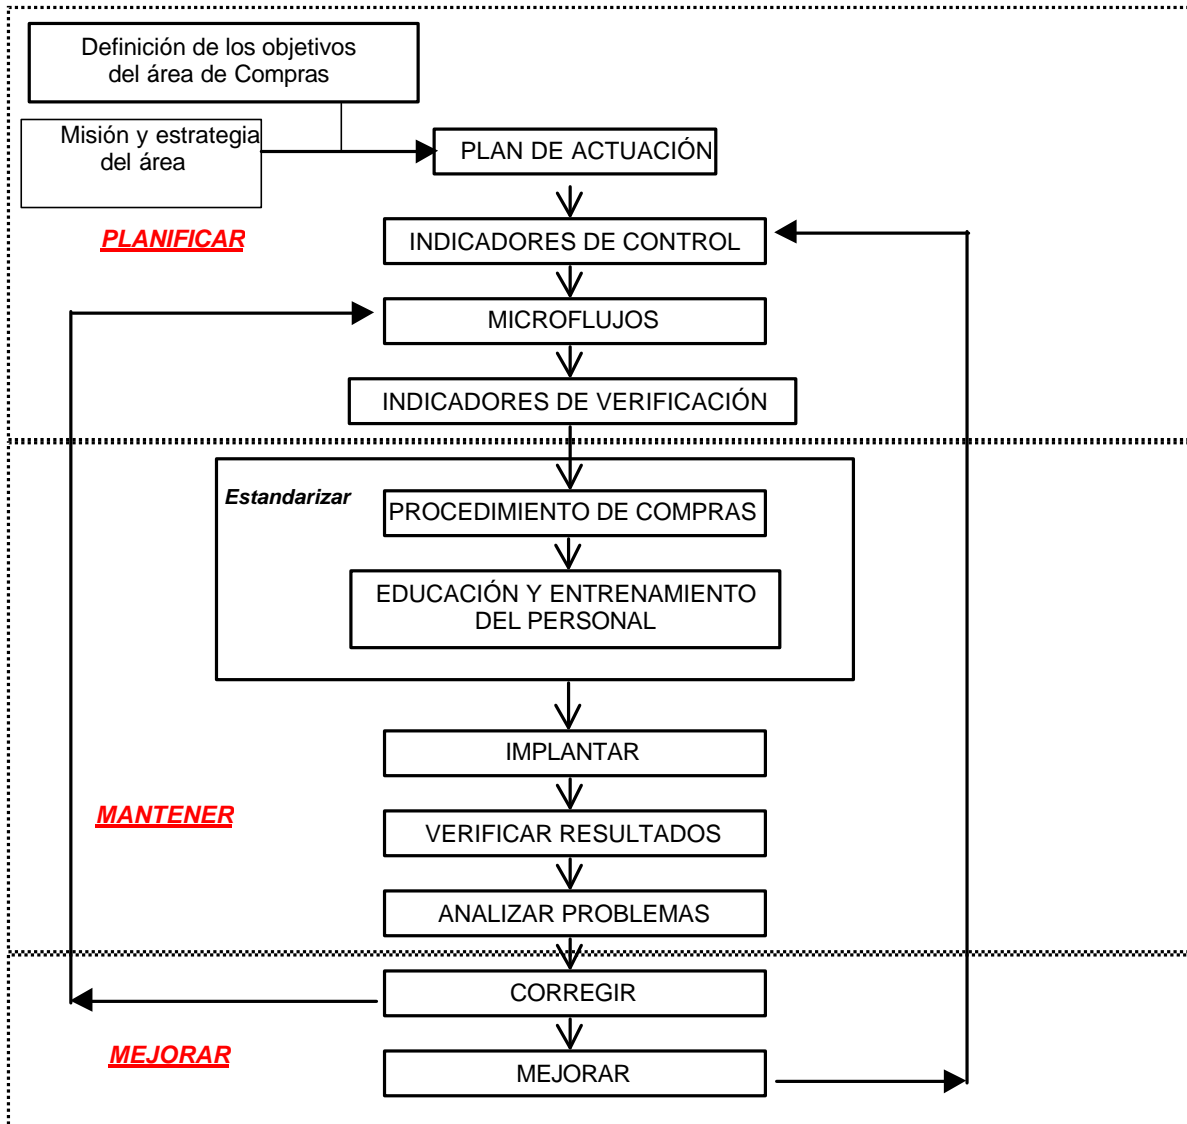 Definición de los objetivos
del área de Compras
Misión y estrategia
del área
PLAN DE ACTUACIÓN
PLANIFICAR
INDICADORES DE CONTROL
MICROFLUJOS
INDICADORES DE VERIFICACIÓN
Estandarizar
PROCEDIMIENTO DE COMPRAS
EDUCACIÓN Y ENTRENAMIENTO
DEL PERSONAL
IMPLANTAR
MANTENER
VERIFICAR RESULTADOS
ANALIZAR PROBLEMAS
CORREGIR
MEJORAR
MEJORAR